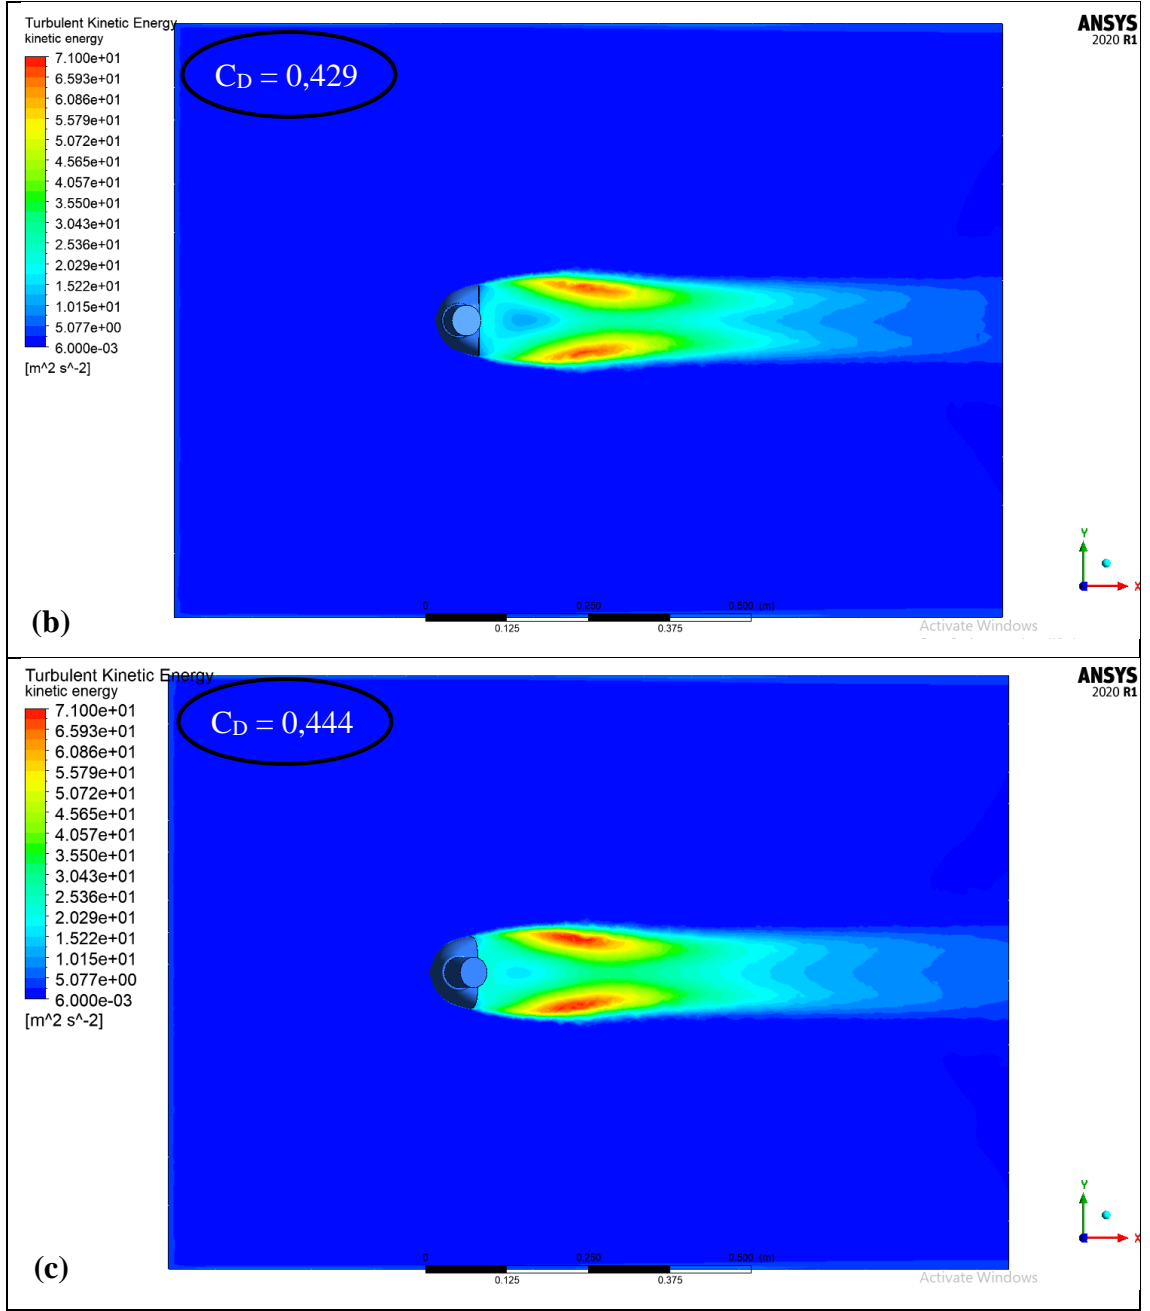 Turbulent Kinetic Energy
kinetic energy
7.100e+01
6.593e+01
6.086e+01
5.579e+01
5.072e+01
4.565e+01
4.057e+01
3.550e+01
3.043e+01
2.536e+01
2.029e+01
1.522e+01
1.015e+01
5.077e+00
6.000e-03
[m^2 s^-2]
C_D = 0,429
ANSYS
2020 R1
Y
X
0 0.250 0.500 (m)
0.125 0.375
Activate Windows
(b)
Turbulent Kinetic Energy
kinetic energy
7.100e+01
6.593e+01
6.086e+01
5.579e+01
5.072e+01
4.565e+01
4.057e+01
3.550e+01
3.043e+01
2.536e+01
2.029e+01
1.522e+01
1.015e+01
5.077e+00
6.000e-03
[m^2 s^-2]
C_D = 0,444
ANSYS
2020 R1
Y
X
0 0.250 0.500 (m)
0.125 0.375
Activate Windows
(c)